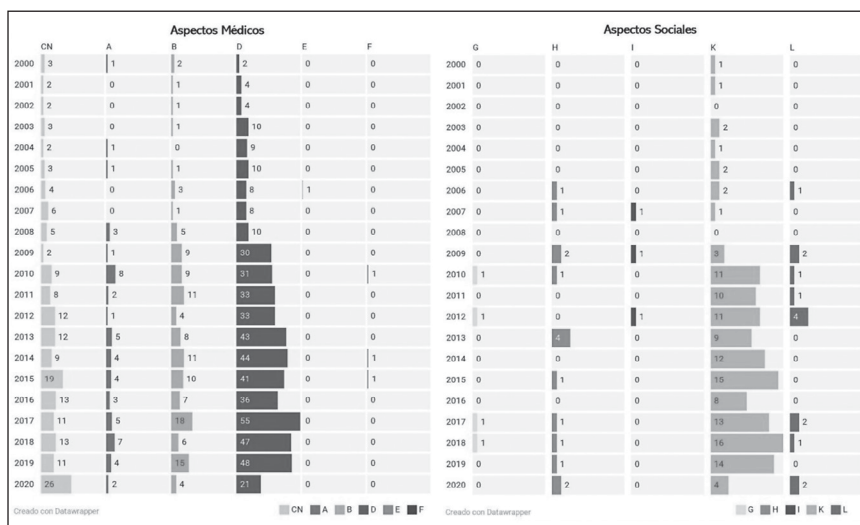 Aspectos Médicos
CN A B D E F
2000 3 1 2 2 0 0
2001 2 0 1 4 0 0
2002 2 0 1 4 0 0
2003 3 0 1 10 0 0
2004 2 1 0 9 0 0
2005 3 1 1 10 0 0
2006 4 0 3 8 1 0
2007 6 0 1 8 0 0
2008 5 3 5 10 0 0
2009 2 1 9 30 0 0
2010 9 8 9 31 0 1
2011 8 2 11 33 0 0
2012 12 1 4 33 0 0
2013 12 5 8 43 0 0
2014 9 4 11 44 0 1
2015 19 4 10 41 0 1
2016 13 3 7 36 0 0
2017 11 5 18 55 0 0
2018 13 7 6 47 0 0
2019 11 4 15 48 0 0
2020 26 2 4 21 0 0
Creado con Datawrapper CN A B D E F
Aspectos Sociales
G H I K L
2000 0 0 0 1 0
2001 0 0 0 1 0
2002 0 0 0 0 0
2003 0 0 0 2 0
2004 0 0 0 1 0
2005 0 0 0 2 0
2006 0 1 0 2 1
2007 0 1 1 1 0
2008 0 0 0 0 0
2009 0 2 1 3 2
2010 1 1 0 11 1
2011 0 0 0 10 1
2012 1 0 1 11 4
2013 0 4 0 9 0
2014 0 0 0 12 0
2015 0 1 0 15 0
2016 0 0 0 8 0
2017 1 1 0 13 2
2018 1 1 0 16 1
2019 0 1 0 14 0
2020 0 2 0 4 2
Creado con Datawrapper G H I K L